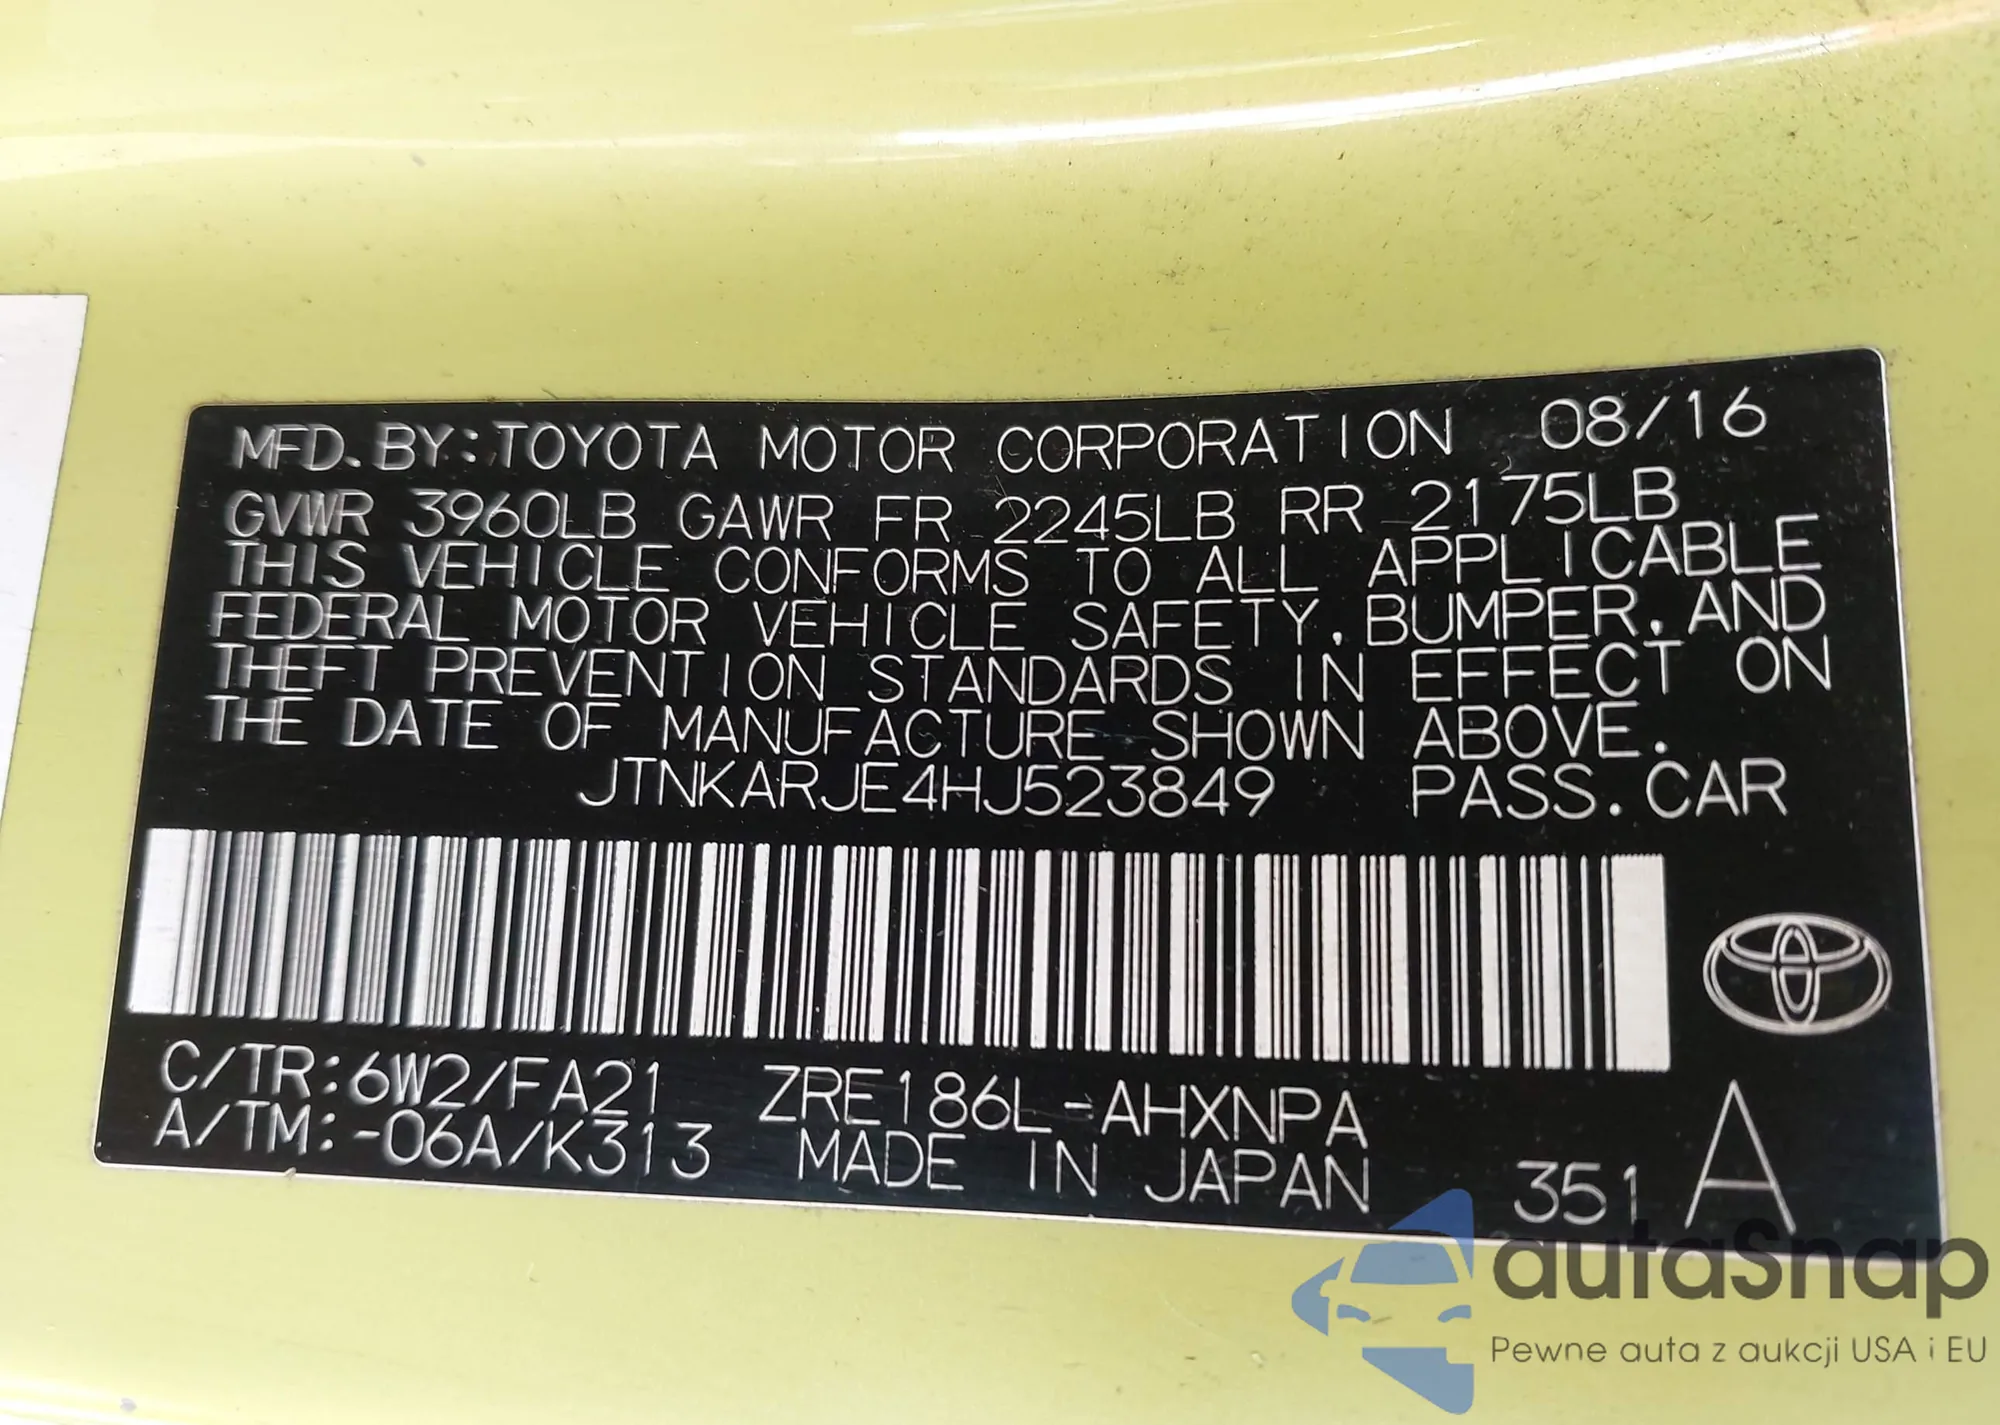 MFD. BY: TOYOTA MOTOR CORPORATION 08/16
GVWR 3960LB GAWR FR 2245LB RR 2175LB
THIS VEHICLE CONFORMS TO ALL APPLICABLE
FEDERAL MOTOR VEHICLE SAFETY, BUMPER, AND
THEFT PREVENTION STANDARDS IN EFFECT ON
THE DATE OF MANUFACTURE SHOWN ABOVE.
JTNKARJE4HJ523849 PASS. CAR
C/TR: 6W2/FA21 ZRE186L-AHXNPA
A/TM: -06A/K313 MADE IN JAPAN 351 A
autaSnap
Pewne auta z aukcji USA i EU